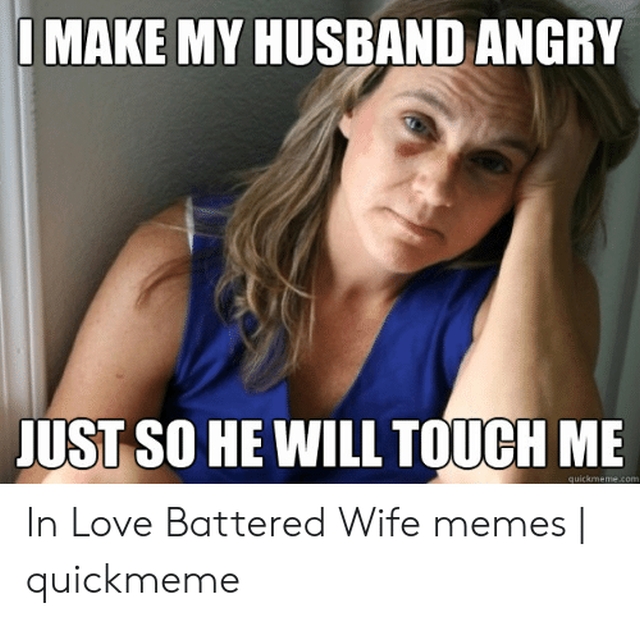 I MAKE MY HUSBAND ANGRY
JUST SO HE WILL TOUCH ME
quickmeme.com
In Love Battered Wife memes |
quickmeme